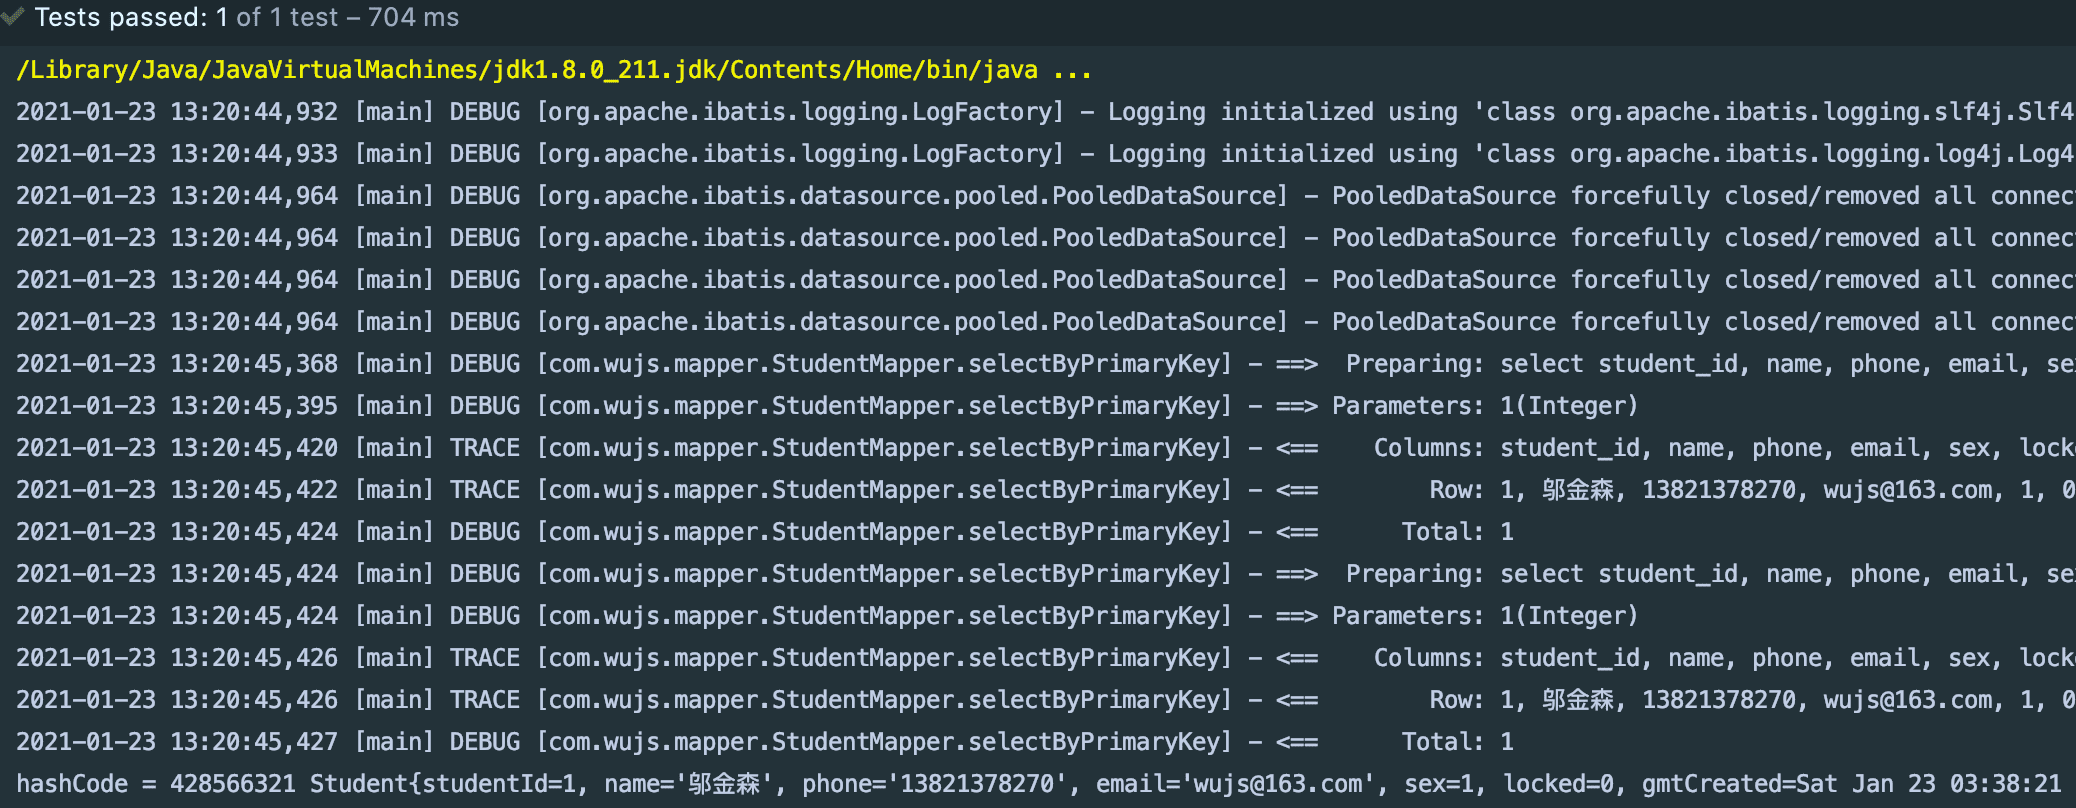 Tests passed: 1 of 1 test – 704 ms
/Library/Java/JavaVirtualMachines/jdk1.8.0_211.jdk/Contents/Home/bin/java ...
2021-01-23 13:20:44,932 [main] DEBUG [org.apache.ibatis.logging.LogFactory] - Logging initialized using 'class org.apache.ibatis.logging.slf4j.Slf4
2021-01-23 13:20:44,933 [main] DEBUG [org.apache.ibatis.logging.LogFactory] - Logging initialized using 'class org.apache.ibatis.logging.log4j.Log4
2021-01-23 13:20:44,964 [main] DEBUG [org.apache.ibatis.datasource.pooled.PooledDataSource] - PooledDataSource forcefully closed/removed all connec
2021-01-23 13:20:44,964 [main] DEBUG [org.apache.ibatis.datasource.pooled.PooledDataSource] - PooledDataSource forcefully closed/removed all connec
2021-01-23 13:20:44,964 [main] DEBUG [org.apache.ibatis.datasource.pooled.PooledDataSource] - PooledDataSource forcefully closed/removed all connec
2021-01-23 13:20:44,964 [main] DEBUG [org.apache.ibatis.datasource.pooled.PooledDataSource] - PooledDataSource forcefully closed/removed all connec
2021-01-23 13:20:45,368 [main] DEBUG [com.wujs.mapper.StudentMapper.selectByPrimaryKey] - ==>  Preparing: select student_id, name, phone, email, se
2021-01-23 13:20:45,395 [main] DEBUG [com.wujs.mapper.StudentMapper.selectByPrimaryKey] - ==> Parameters: 1(Integer)
2021-01-23 13:20:45,420 [main] TRACE [com.wujs.mapper.StudentMapper.selectByPrimaryKey] - <==    Columns: student_id, name, phone, email, sex, lock
2021-01-23 13:20:45,422 [main] TRACE [com.wujs.mapper.StudentMapper.selectByPrimaryKey] - <==        Row: 1, 邬金森, 13821378270, wujs@163.com, 1, 0
2021-01-23 13:20:45,424 [main] DEBUG [com.wujs.mapper.StudentMapper.selectByPrimaryKey] - <==      Total: 1
2021-01-23 13:20:45,424 [main] DEBUG [com.wujs.mapper.StudentMapper.selectByPrimaryKey] - ==>  Preparing: select student_id, name, phone, email, se
2021-01-23 13:20:45,424 [main] DEBUG [com.wujs.mapper.StudentMapper.selectByPrimaryKey] - ==> Parameters: 1(Integer)
2021-01-23 13:20:45,426 [main] TRACE [com.wujs.mapper.StudentMapper.selectByPrimaryKey] - <==    Columns: student_id, name, phone, email, sex, lock
2021-01-23 13:20:45,426 [main] TRACE [com.wujs.mapper.StudentMapper.selectByPrimaryKey] - <==        Row: 1, 邬金森, 13821378270, wujs@163.com, 1, 0
2021-01-23 13:20:45,427 [main] DEBUG [com.wujs.mapper.StudentMapper.selectByPrimaryKey] - <==      Total: 1
hashCode = 428566321 Student{studentId=1, name='邬金森', phone='13821378270', email='wujs@163.com', sex=1, locked=0, gmtCreated=Sat Jan 23 03:38:21